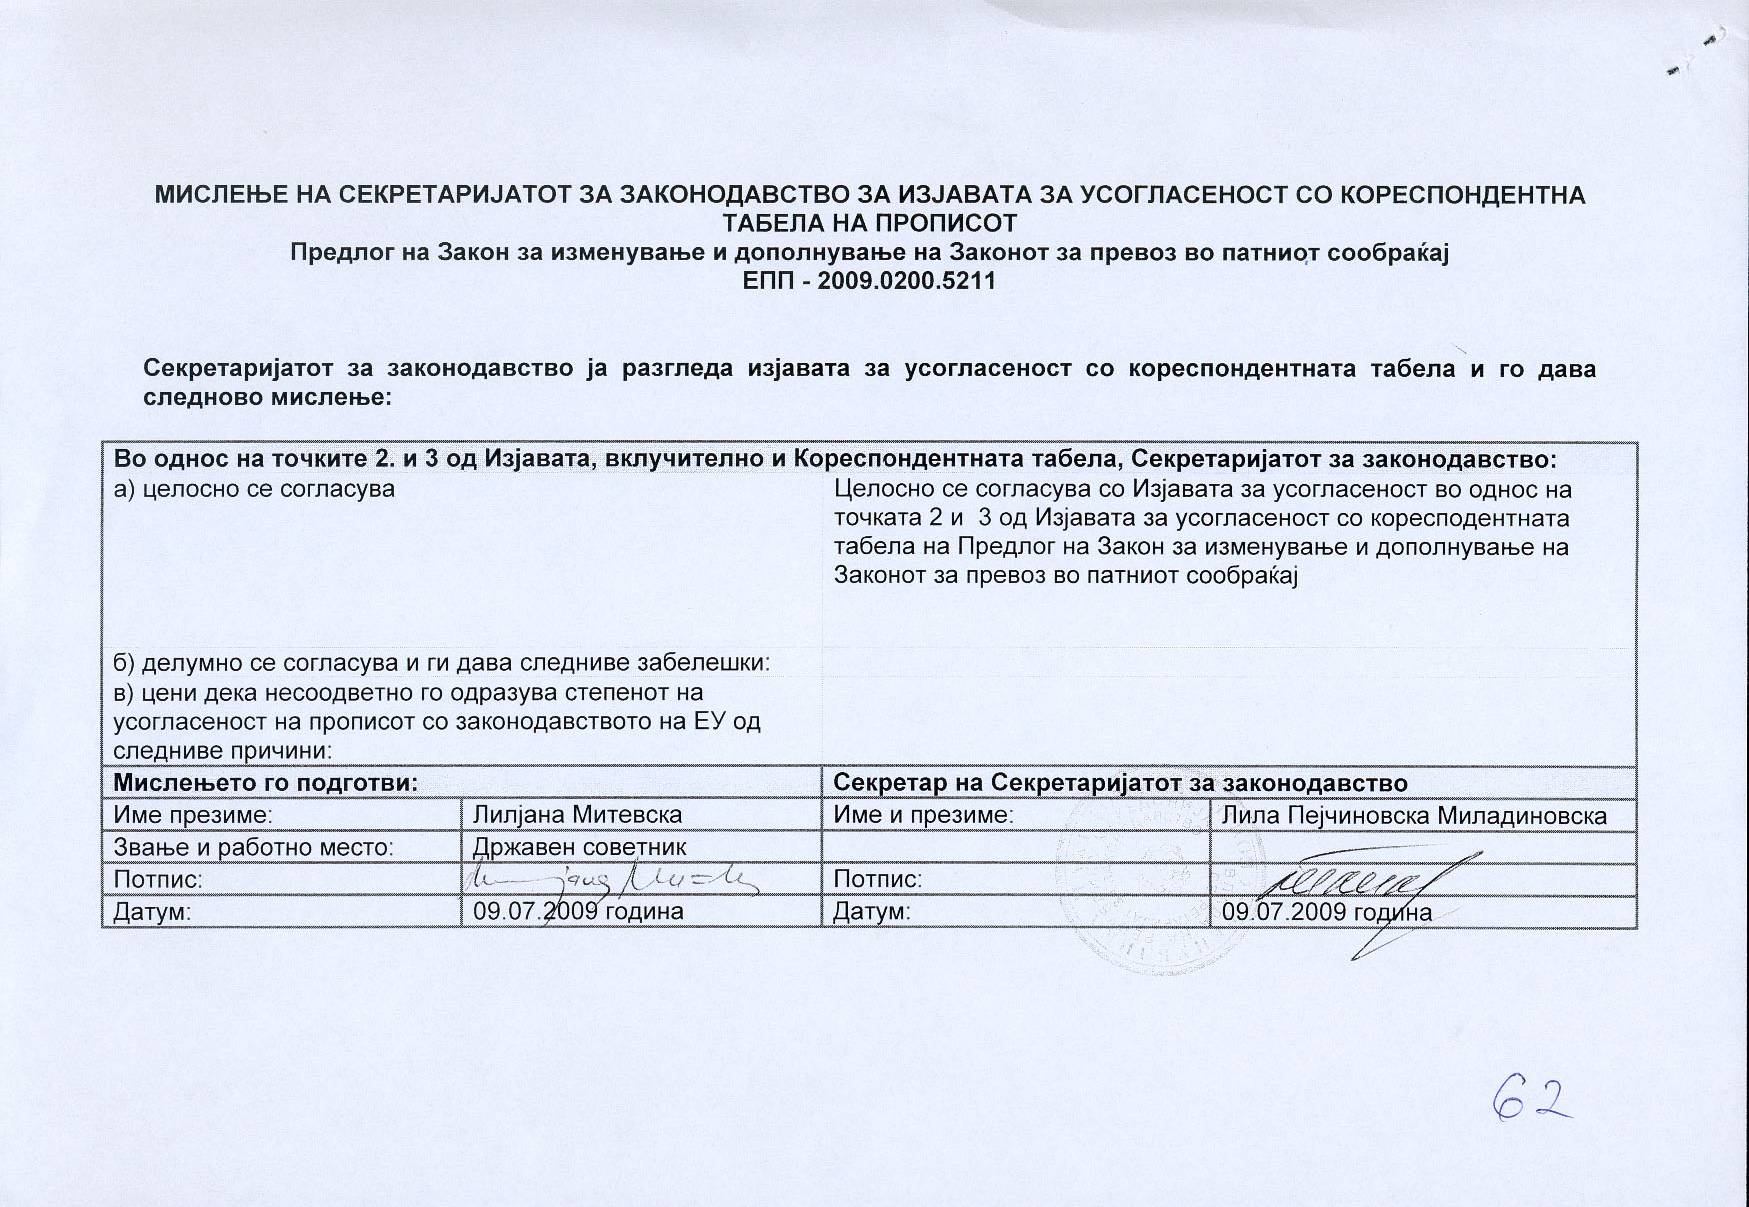 МИСЛЕЊЕ НА СЕКРЕТАРИЈАТОТ ЗА ЗАКОНОДАВСТВО ЗА ИЗЈАВАТА ЗА УСОГЛАСЕНОСТ СО КОРЕСПОНДЕНТНА
ТАБЕЛА НА ПРОПИСОТ
Предлог на Закон за изменување и дополнување на Законот за превоз во патниот сообраќај
ЕПП - 2009.0200.5211
Секретаријатот за законодавство ја разгледа изјавата за усогласеност со кореспондентната табела и го дава
следново мислење:
Во однос на точките 2. и 3 од Изјавата, вклучително и Кореспондентната табела, Секретаријатот за законодавство:
а) целосно се согласува
Целосно се согласува со Изјавата за усогласеност во однос на
точката 2 и  3 од Изјавата за усогласеност со коресподентната
табела на Предлог на Закон за изменување и дополнување на
Законот за превоз во патниот сообраќај
б) делумно се согласува и ги дава следниве забелешки:
в) цени дека несоодветно го одразува степенот на
усогласеност на прописот со законодавството на ЕУ од
следниве причини:
Мислењето го подготви: Секретар на Секретаријатот за законодавство
Име презиме: Лилјана Митевска Име и презиме: Лила Пејчиновска Миладиновска
Звање и работно место: Државен советник
Потпис: Потпис:
Датум: 09.07.2009 година Датум: 09.07.2009 година
62